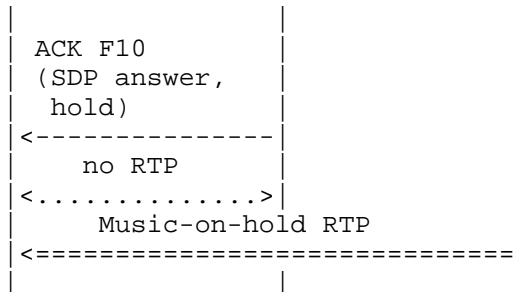 ACK F10
(SDP answer,
hold)
no RTP
Music-on-hold RTP